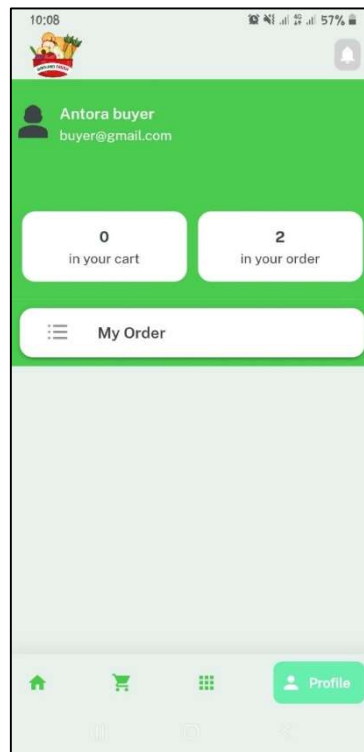 10:08
57%
Antora buyer
buyer@gmail.com
0
in your cart
2
in your order
My Order
Profile